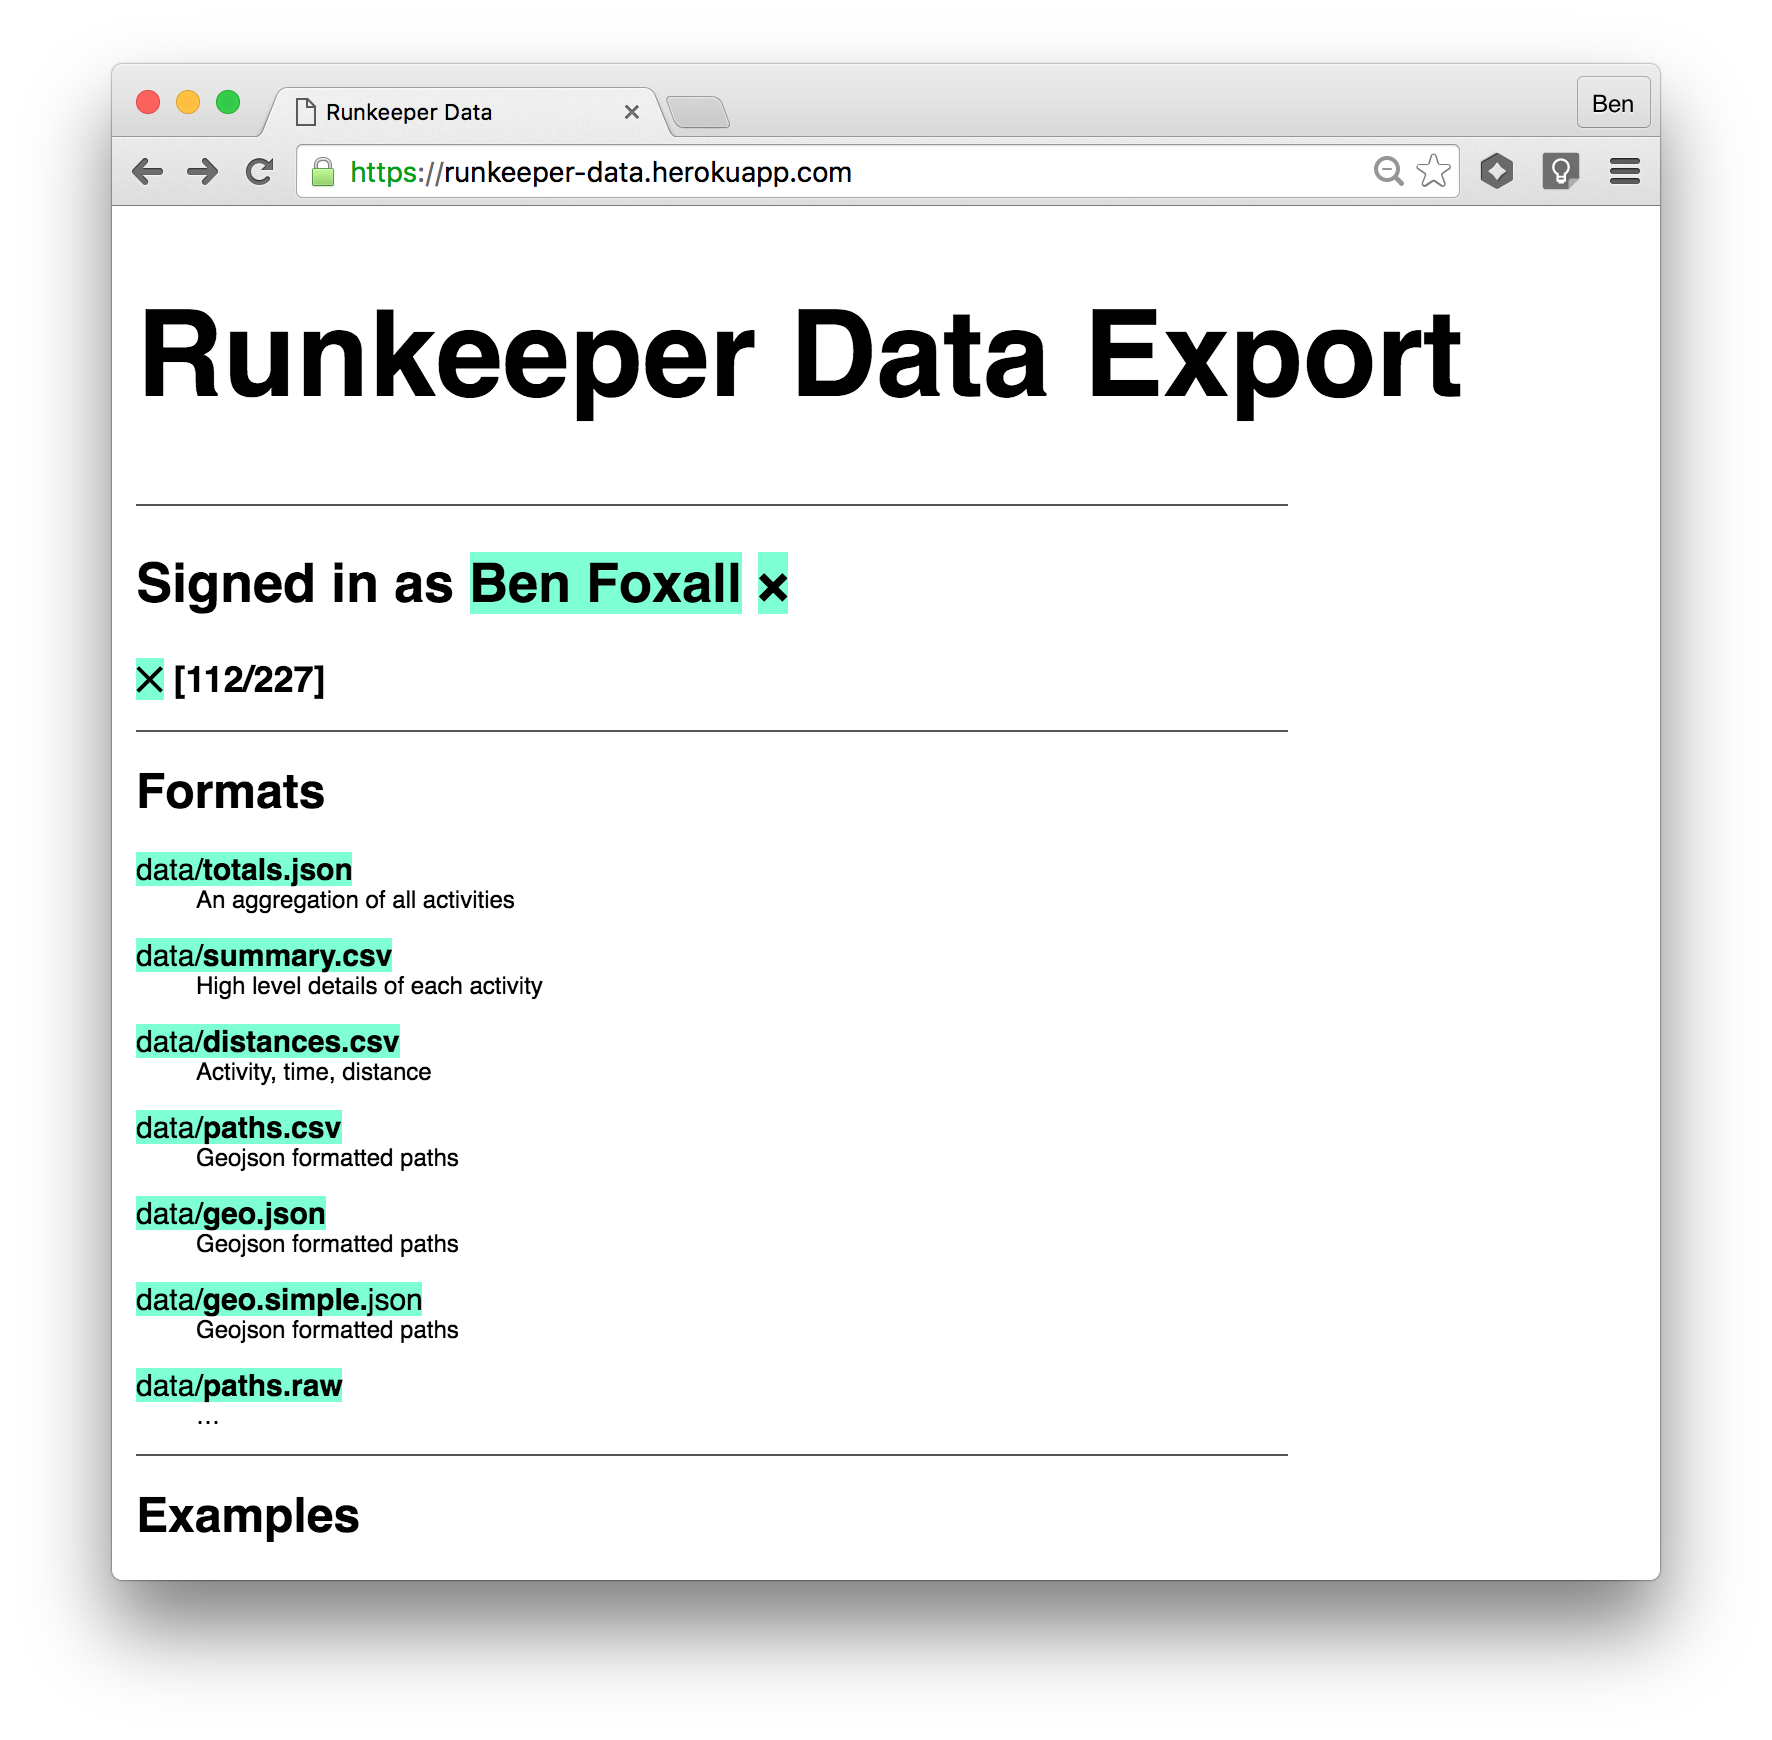 Runkeeper Data ×
Ben
https://runkeeper-data.herokuapp.com
Runkeeper Data Export
Signed in as Ben Foxall ×
× [112/227]
Formats
data/totals.json
An aggregation of all activities
data/summary.csv
High level details of each activity
data/distances.csv
Activity, time, distance
data/paths.csv
Geojson formatted paths
data/geo.json
Geojson formatted paths
data/geo.simple.json
Geojson formatted paths
data/paths.raw
...
Examples